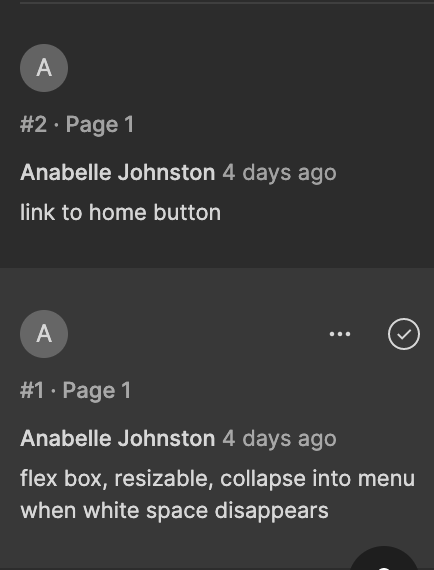 A
#2 · Page 1
Anabelle Johnston 4 days ago
link to home button
A
#1 · Page 1
Anabelle Johnston 4 days ago
flex box, resizable, collapse into menu
when white space disappears